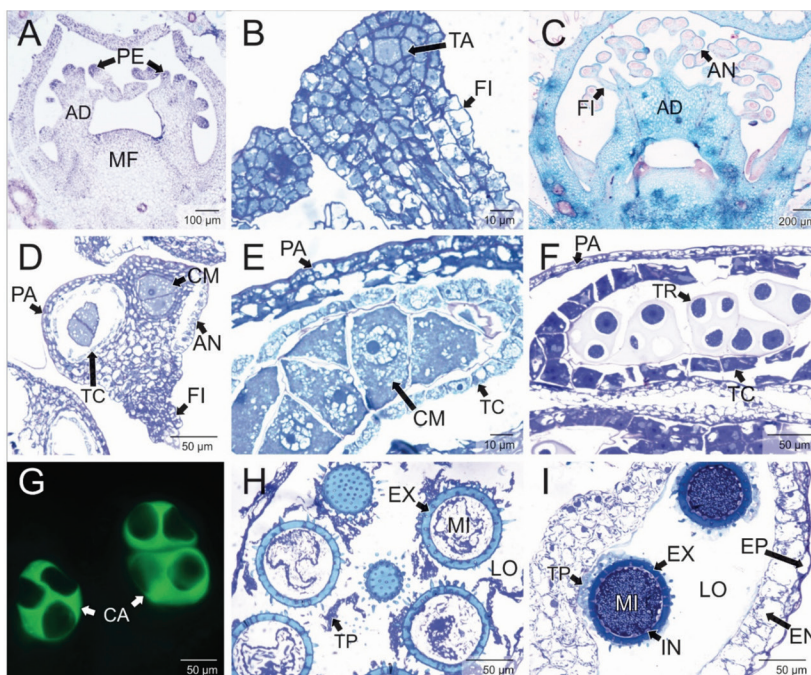 A
PE
AD
MF
100 µm
B
TA
FI
10 µm
C
AN
FI
AD
200 µm
D
CM
PA
AN
TC
FI
50 µm
E
PA
CM
TC
10 µm
F
PA
TR
TC
50 µm
G
CA
50 µm
H
EX
MI
LO
TP
50 µm
I
EX
EP
TP
LO
MI
IN
EN
50 µm